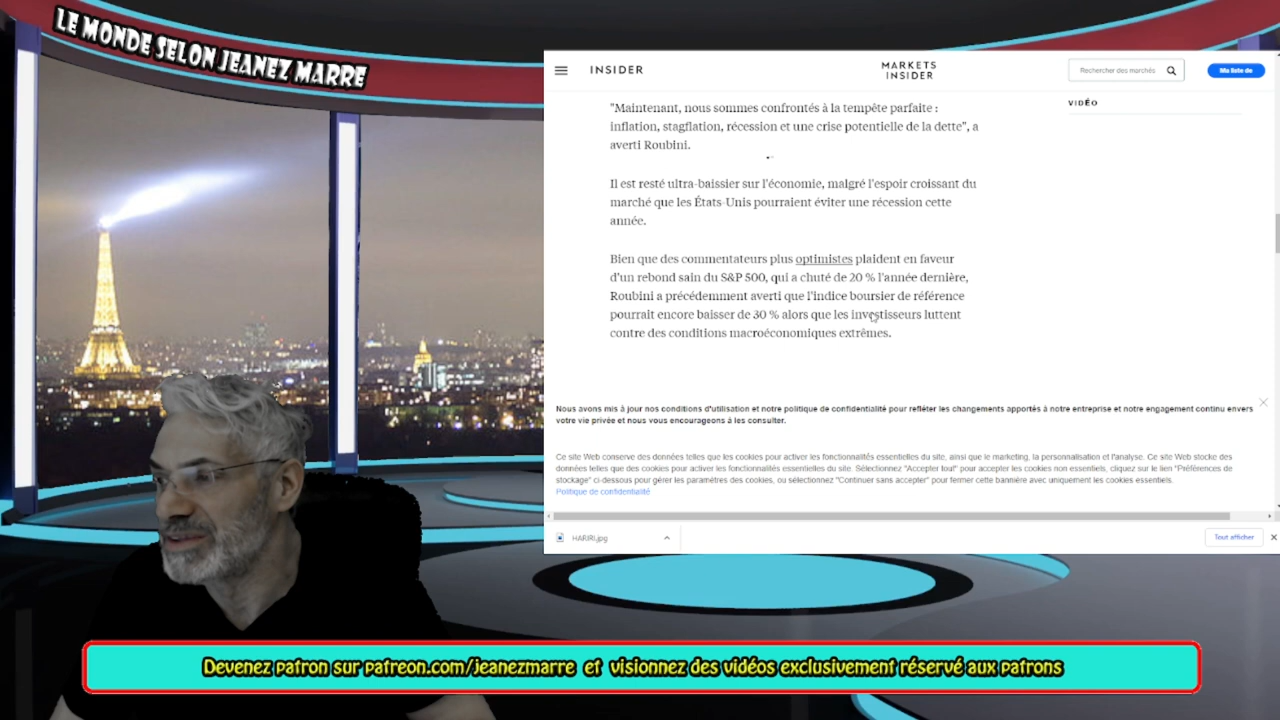 LE MONDE SELON JEANEZ MARRE
INSIDER
MARKETS
INSIDER
Rechercher des marchés
Ma liste de
VIDÉO
"Maintenant, nous sommes confrontés à la tempête parfaite :
inflation, stagflation, récession et une crise potentielle de la dette", a
averti Roubini.
Il est resté ultra-baissier sur l'économie, malgré l'espoir croissant du
marché que les États-Unis pourraient éviter une récession cette
année.
Bien que des commentateurs plus optimistes plaident en faveur
d'un rebond sain du S&P 500, qui a chuté de 20 % l'année dernière,
Roubini a précédemment averti que l'indice boursier de référence
pourrait encore baisser de 30 % alors que les investisseurs luttent
contre des conditions macroéconomiques extrêmes.
Nous avons mis à jour nos conditions d'utilisation et notre politique de confidentialité pour refléter les changements apportés à notre entreprise et notre engagement continu envers
votre vie privée et nous vous encourageons à les consulter.
Ce site Web conserve des données telles que les cookies pour activer les fonctionnalités essentielles du site, ainsi que le marketing, la personnalisation et l'analyse. Ce site Web stocke des
données telles que des cookies pour activer les fonctionnalités essentielles du site. Sélectionnez "Accepter tout" pour accepter les cookies non essentiels, cliquez sur le lien "Préférences de
stockage" ci-dessous pour gérer les paramètres des cookies, ou sélectionnez "Continuer sans accepter" pour fermer cette bannière avec uniquement les cookies essentiels.
Politique de confidentialité
HARIRI.jpg
Tout afficher
Devenez patron sur patreon.com/jeanezmarre et visionnez des vidéos exclusivement réservé aux patrons